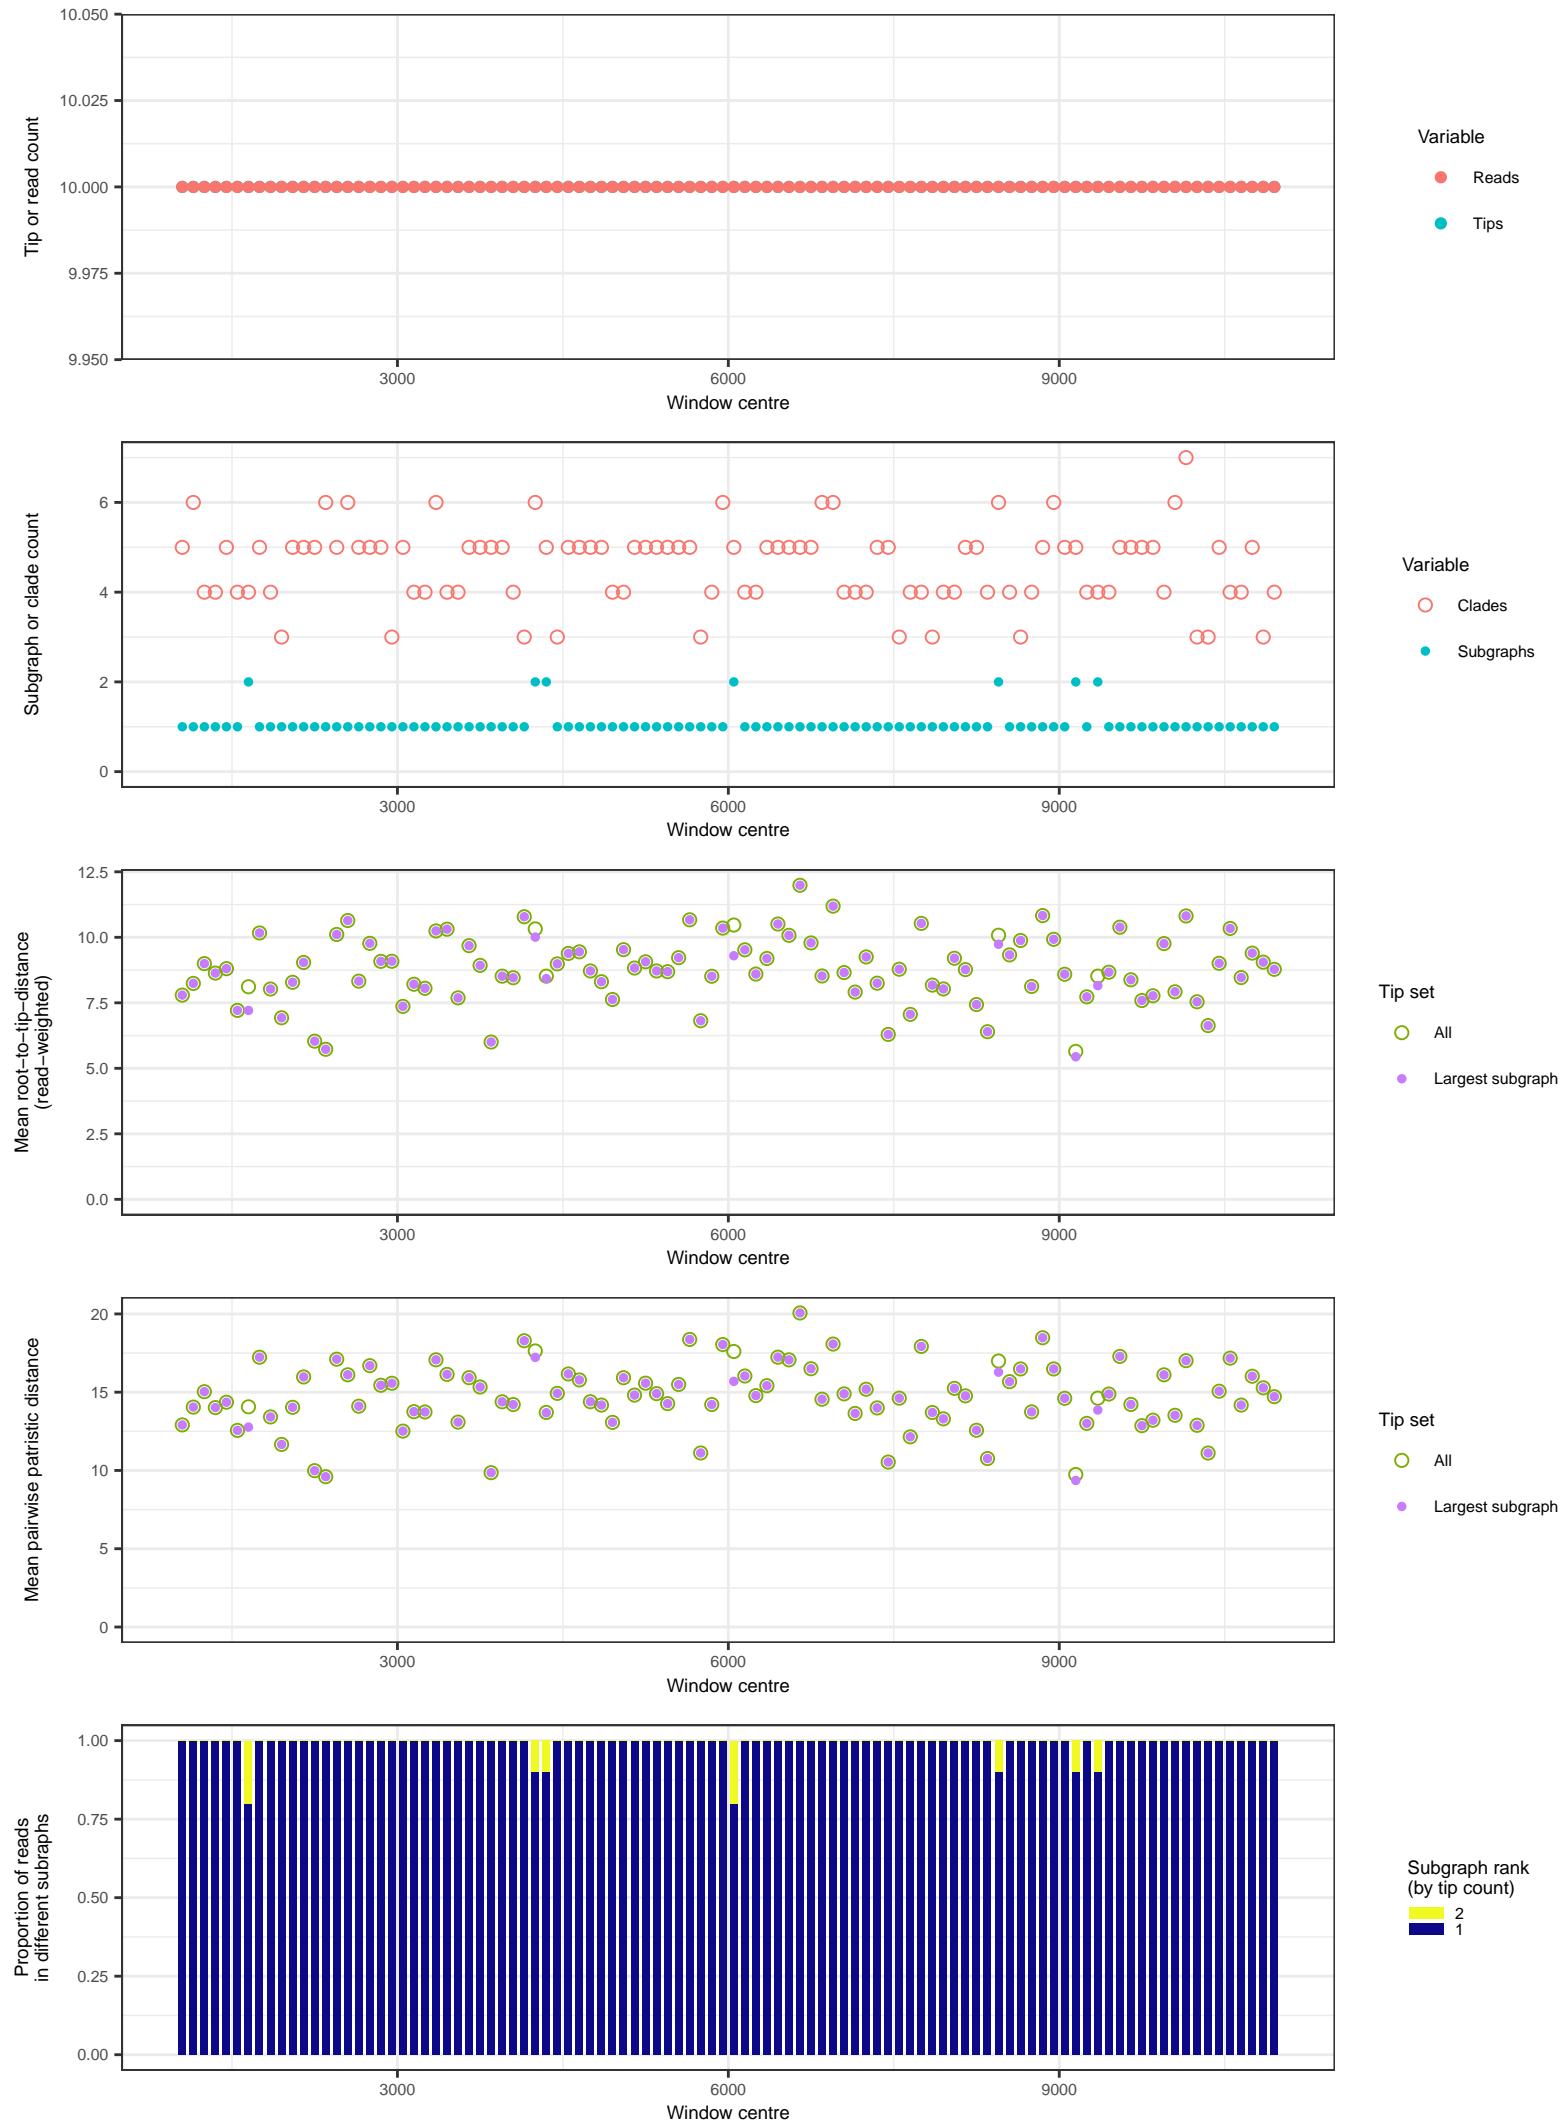 10.050
10.025
10.000
9.975
9.950
Tip or read count
3000
6000
9000
Window centre
Variable
Reads
Tips
6
4
2
0
Subgraph or clade count
3000
6000
9000
Window centre
Variable
Clades
Subgraphs
12.5
10.0
7.5
5.0
2.5
0.0
Mean root-to-tip-distance
(read-weighted)
3000
6000
9000
Window centre
Tip set
All
Largest subgraph
20
15
10
5
0
Mean pairwise patristic distance
3000
6000
9000
Window centre
Tip set
All
Largest subgraph
1.00
0.75
0.50
0.25
0.00
Proportion of reads
in different subraphs
3000
6000
9000
Window centre
Subgraph rank
(by tip count)
2
1